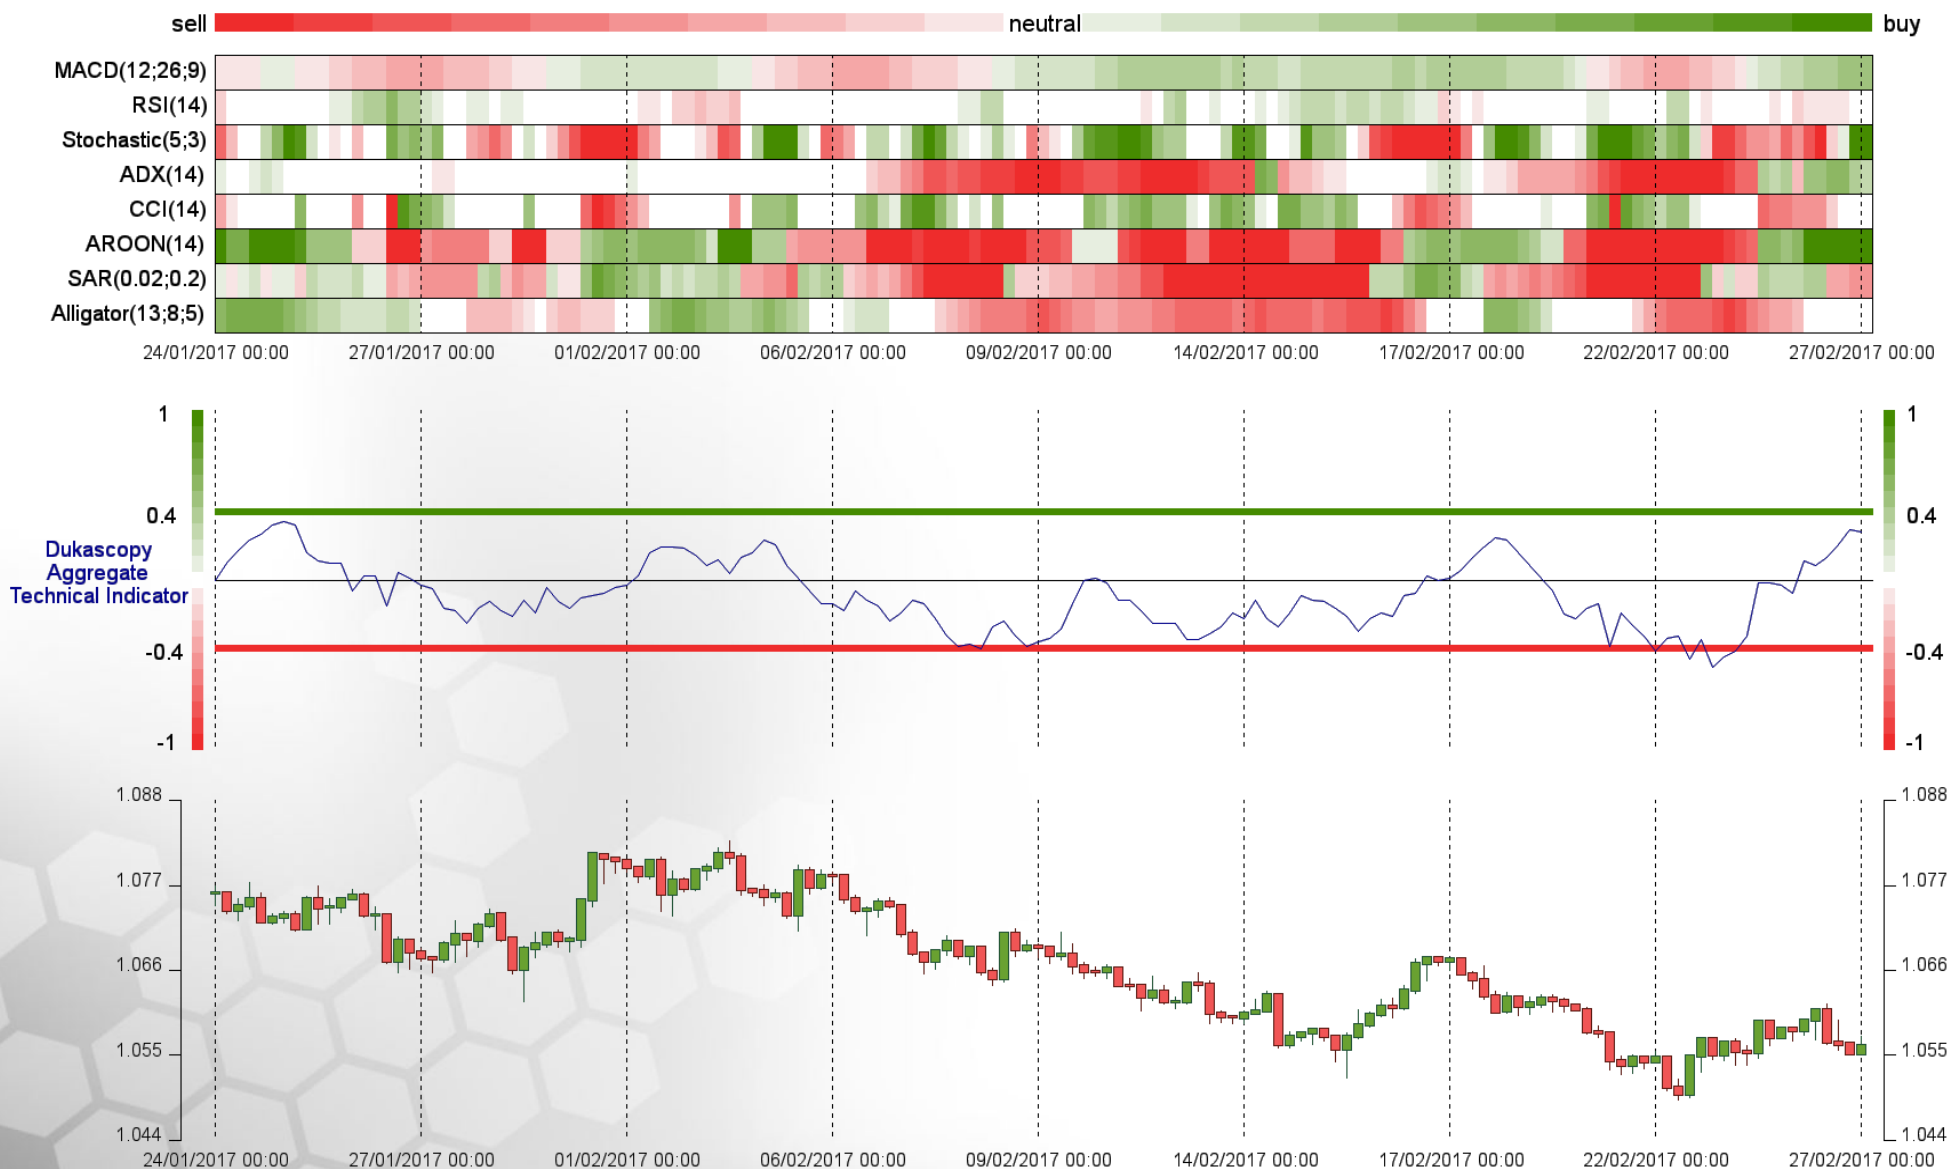 sell neutral buy
MACD(12;26;9)
RSI(14)
Stochastic(5;3)
ADX(14)
CCI(14)
AROON(14)
SAR(0.02;0.2)
Alligator(13;8;5)
24/01/2017 00:00 27/01/2017 00:00 01/02/2017 00:00 06/02/2017 00:00 09/02/2017 00:00 14/02/2017 00:00 17/02/2017 00:00 22/02/2017 00:00 27/02/2017 00:00
1 1
0.4 0.4
Dukascopy
Aggregate
Technical Indicator
-0.4 -0.4
-1 -1
1.088 1.088
1.077 1.077
1.066 1.066
1.055 1.055
1.044 1.044
24/01/2017 00:00 27/01/2017 00:00 01/02/2017 00:00 06/02/2017 00:00 09/02/2017 00:00 14/02/2017 00:00 17/02/2017 00:00 22/02/2017 00:00 27/02/2017 00:00